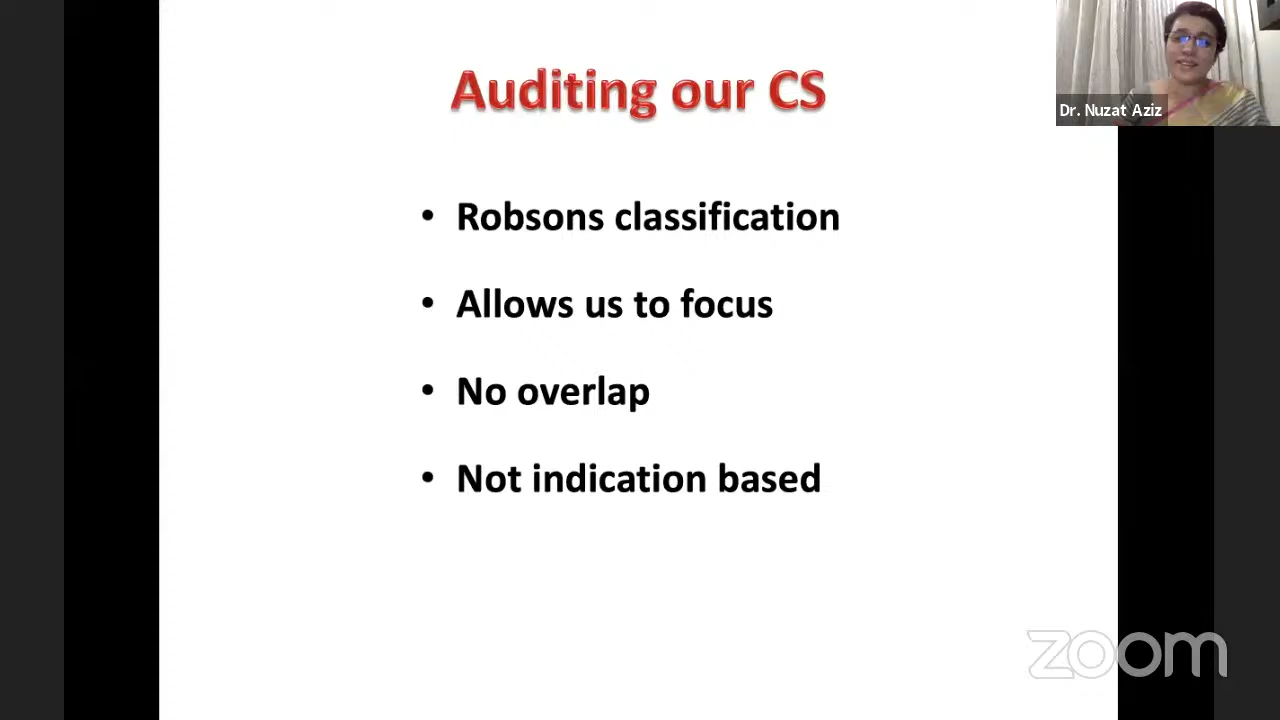 Auditing our CS
Dr. Nuzat Aziz
• Robsons classification
• Allows us to focus
• No overlap
• Not indication based
zoom